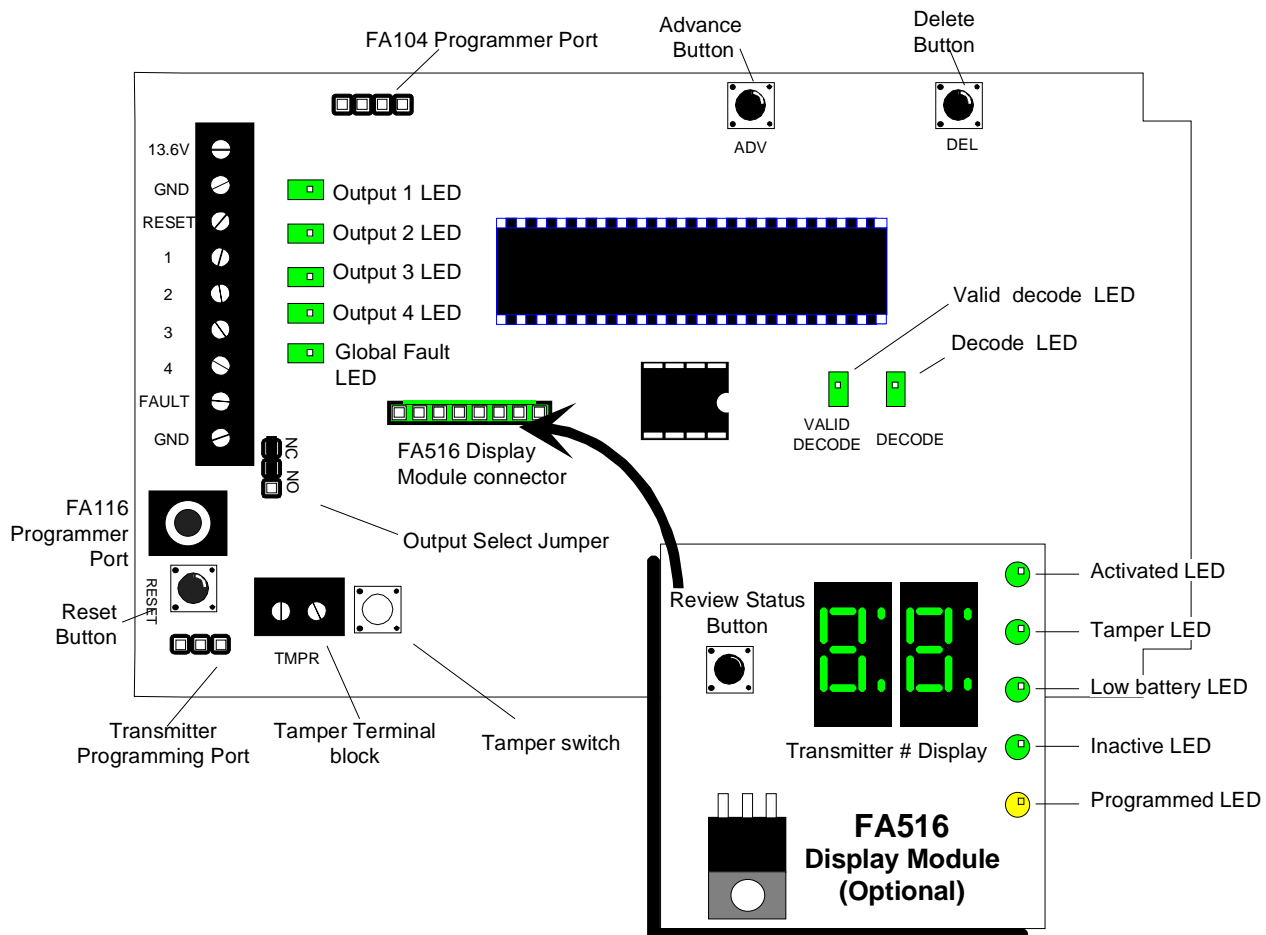 FA104 Programmer Port
Advance
Button
Delete
Button
ADV
DEL
13.6V
GND
RESET
1
2
3
4
FAULT
GND
Output 1 LED
Output 2 LED
Output 3 LED
Output 4 LED
Global Fault
LED
Valid decode LED
Decode LED
VALID
DECODE
DECODE
FA516 Display
Module connector
NC NO
Output Select Jumper
FA116
Programmer
Port
RESET
Reset
Button
TMPR
Transmitter
Programming Port
Tamper Terminal
block
Tamper switch
Review Status
Button
8: 8:
Transmitter # Display
Activated LED
Tamper LED
Low battery LED
Inactive LED
Programmed LED
FA516
Display Module
(Optional)